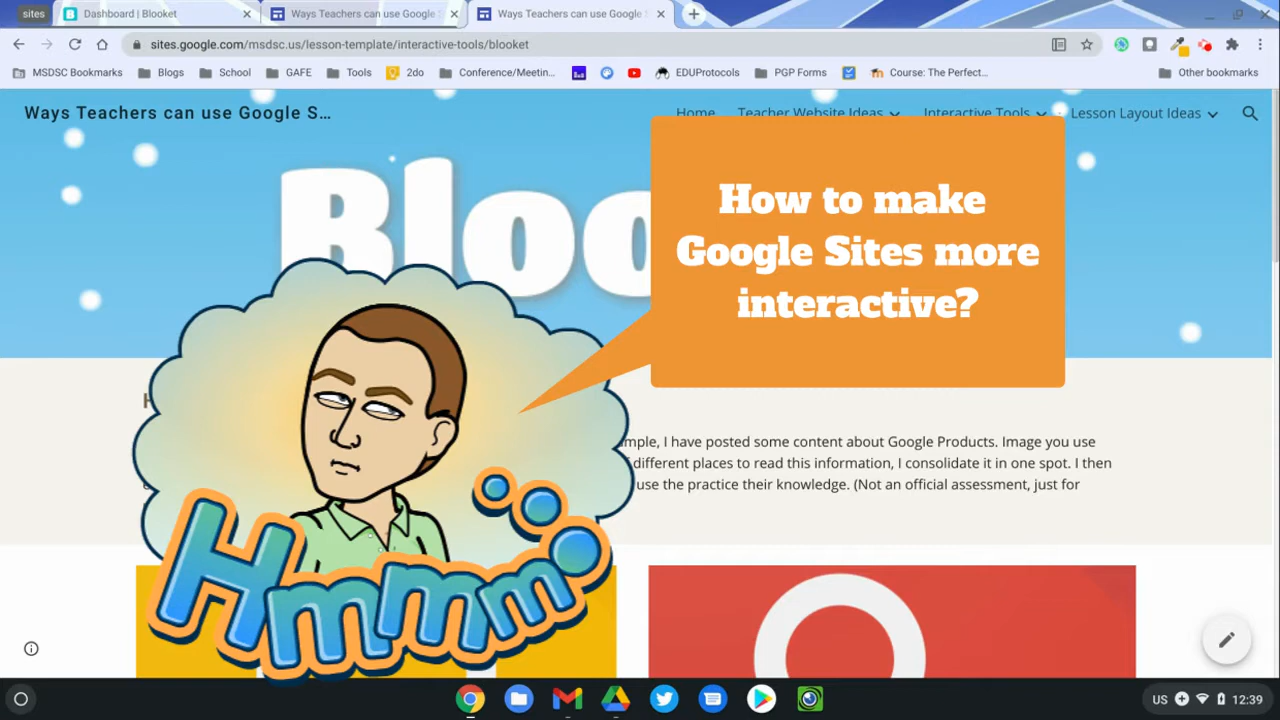 sites
Dashboard | Blooket
Ways Teachers can use Google
Ways Teachers can use Google S
sites.google.com/msdsc.us/lesson-template/interactive-tools/blooket
MSDSC Bookmarks
Blogs
School
GAFE
Tools
2do
Conference/Meetin...
EDUProtocols
PGP Forms
Course: The Perfect...
Other bookmarks
Ways Teachers can use Google S...
Home
Teacher Website Ideas
Interactive Tools
Lesson Layout Ideas
Bloo
How to make
Google Sites more
interactive?
I have posted some content about Google Products. Image you use
different places to read this information, I consolidate it in one spot. I then
use the practice their knowledge. (Not an official assessment, just for
Hmmm
US
12:39